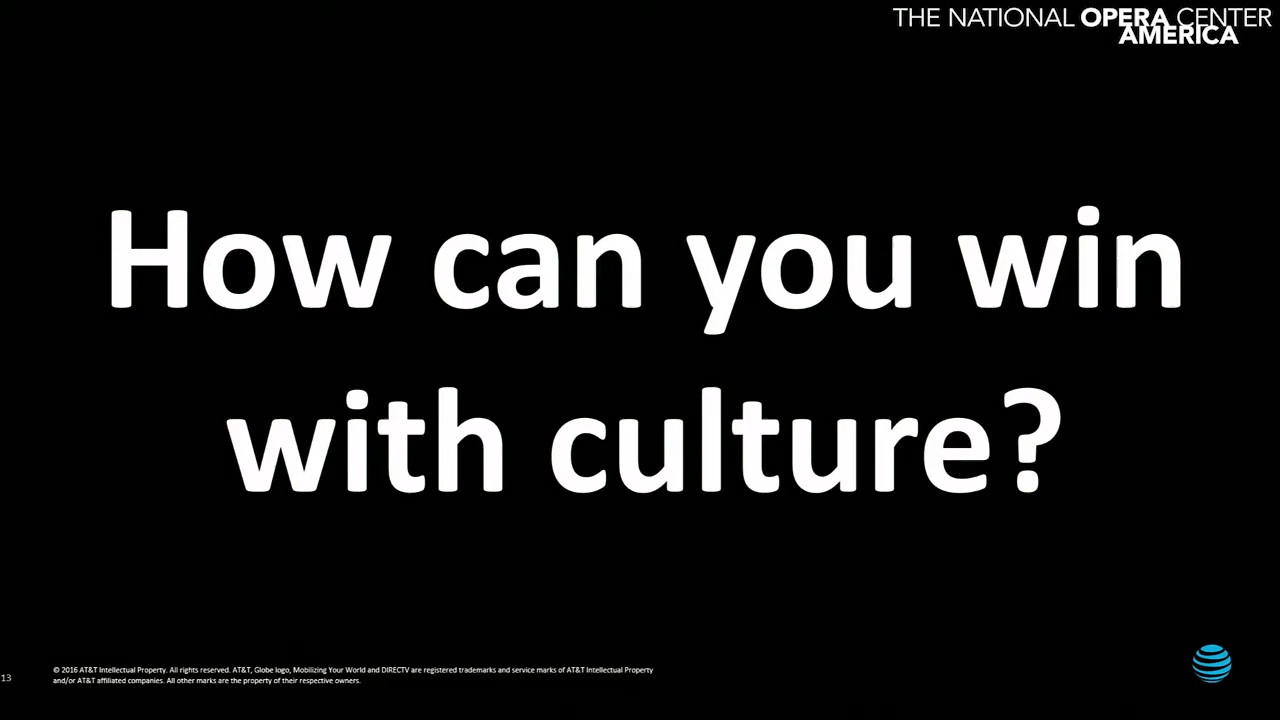 THE NATIONAL OPERA CENTER
AMERICA
How can you win
with culture?
© 2016 AT&T Intellectual Property. All rights reserved. AT&T, Globe logo, Mobilizing Your World and DIRECTV are registered trademarks and service marks of AT&T Intellectual Property
and/or AT&T affiliated companies. All other marks are the property of their respective owners.
13